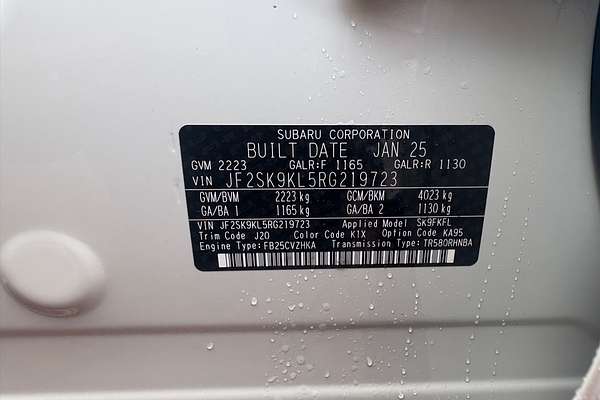 SUBARU CORPORATION
BUILT DATE JAN 25
GVM 2223 GALR:F 1165 GALR:R 1130
VIN JF2SK9KL5RG219723
GVM/BVM 2223 kg GCM/BKM 4023 kg
GA/BA 1 1165 kg GA/BA 2 1130 kg
VIN JF2SK9KL5RG219723 Applied Model SK9FKFL
Trim Code J20 Color Code K1X Option Code KA95
Engine Type:FB25CVZHKA Transmission Type:TR580RHNBA